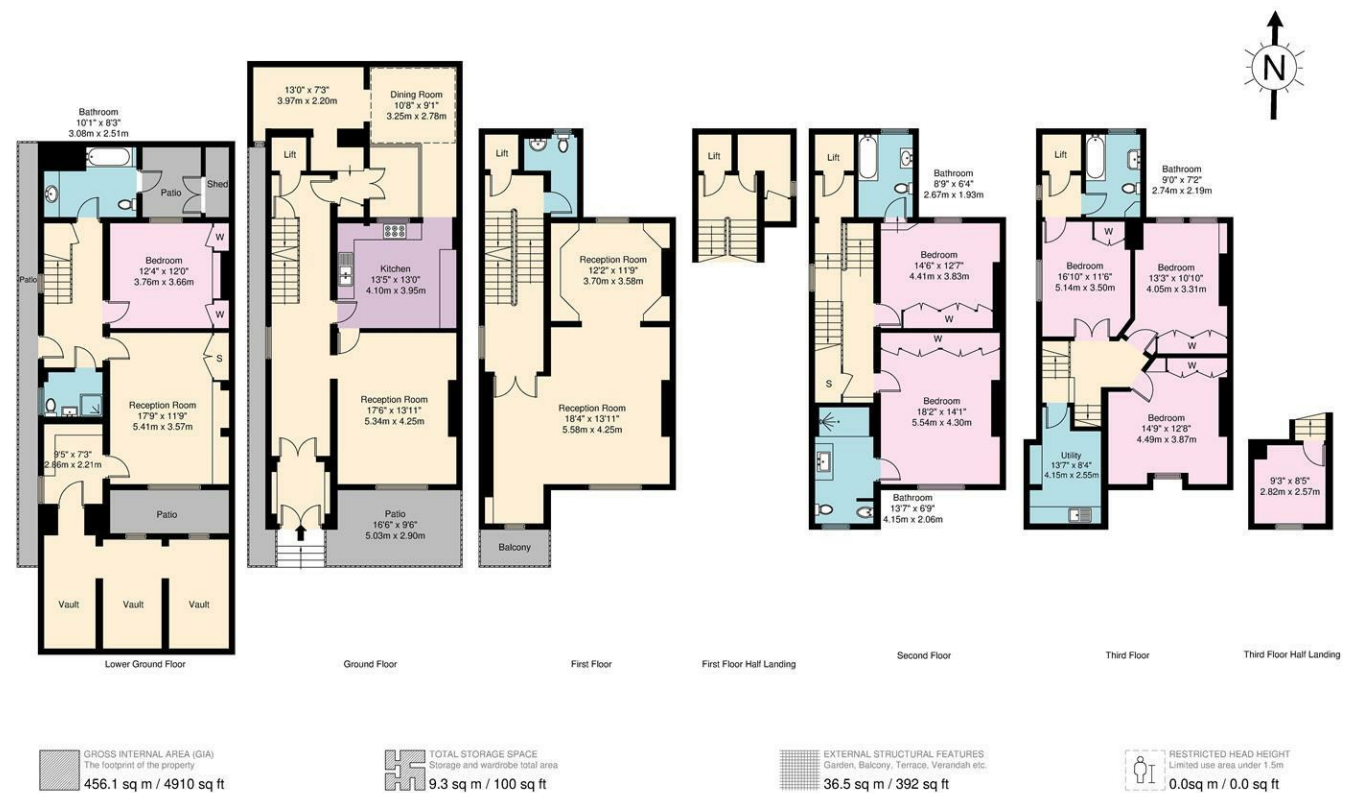 N
Bathroom
10'1" x 8'3"
3.08m x 2.51m
Patio
Shed
Patio
W
Bedroom
12'4" x 12'0"
3.76m x 3.66m
W
S
Reception Room
17'9" x 11'9"
5.41m x 3.57m
9'5" x 7'3"
2.86m x 2.21m
Patio
Vault
Vault
Vault
Lower Ground Floor
13'0" x 7'3"
3.97m x 2.20m
Dining Room
10'8" x 9'1"
3.25m x 2.78m
Lift
Kitchen
13'5" x 13'0"
4.10m x 3.95m
Reception Room
17'6" x 13'11"
5.34m x 4.25m
Patio
16'6" x 9'6"
5.03m x 2.90m
Ground Floor
Lift
Reception Room
12'2" x 11'9"
3.70m x 3.58m
Reception Room
18'4" x 13'11"
5.58m x 4.25m
Balcony
First Floor
Lift
First Floor Half Landing
Lift
Bathroom
8'9" x 6'4"
2.67m x 1.93m
Bedroom
14'6" x 12'7"
4.41m x 3.83m
W
W
S
Bedroom
18'2" x 14'1"
5.54m x 4.30m
Bathroom
13'7" x 6'9"
4.15m x 2.06m
Second Floor
Lift
Bathroom
9'0" x 7'2"
2.74m x 2.19m
W
Bedroom
16'10" x 11'6"
5.14m x 3.50m
Bedroom
13'3" x 10'10"
4.05m x 3.31m
W
W
Bedroom
14'9" x 12'8"
4.49m x 3.87m
Utility
13'7" x 8'4"
4.15m x 2.55m
Third Floor
9'3" x 8'5"
2.82m x 2.57m
Third Floor Half Landing
GROSS INTERNAL AREA (GIA)
The footprint of the property
456.1 sq m / 4910 sq ft
TOTAL STORAGE SPACE
Storage and wardrobe total area
9.3 sq m / 100 sq ft
EXTERNAL STRUCTURAL FEATURES
Garden, Balcony, Terrace, Verandah etc.
36.5 sq m / 392 sq ft
RESTRICTED HEAD HEIGHT
Limited use area under 1.5m
0.0sq m / 0.0 sq ft